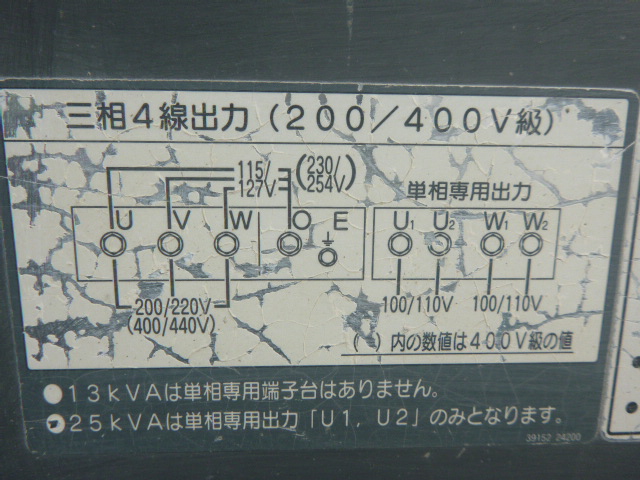 三相4線出力（200／400V級）
115/127V
(230/254V)
単相専用出力
U V W O E
U₁ U₂ W₁ W₂
200/220V
(400/440V)
100/110V 100/110V
（ ）内の数値は400V級の値
●13kVAは単相専用端子台はありません。
●25kVAは単相専用出力「U1，U2」のみとなります。
39152 24200